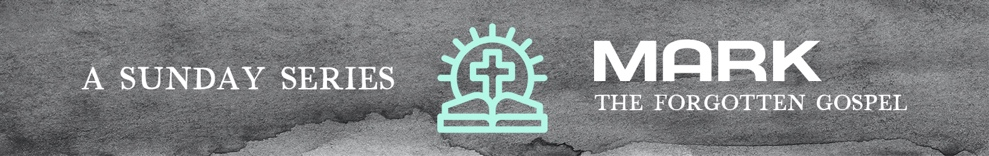 A SUNDAY SERIES
MARK
THE FORGOTTEN GOSPEL